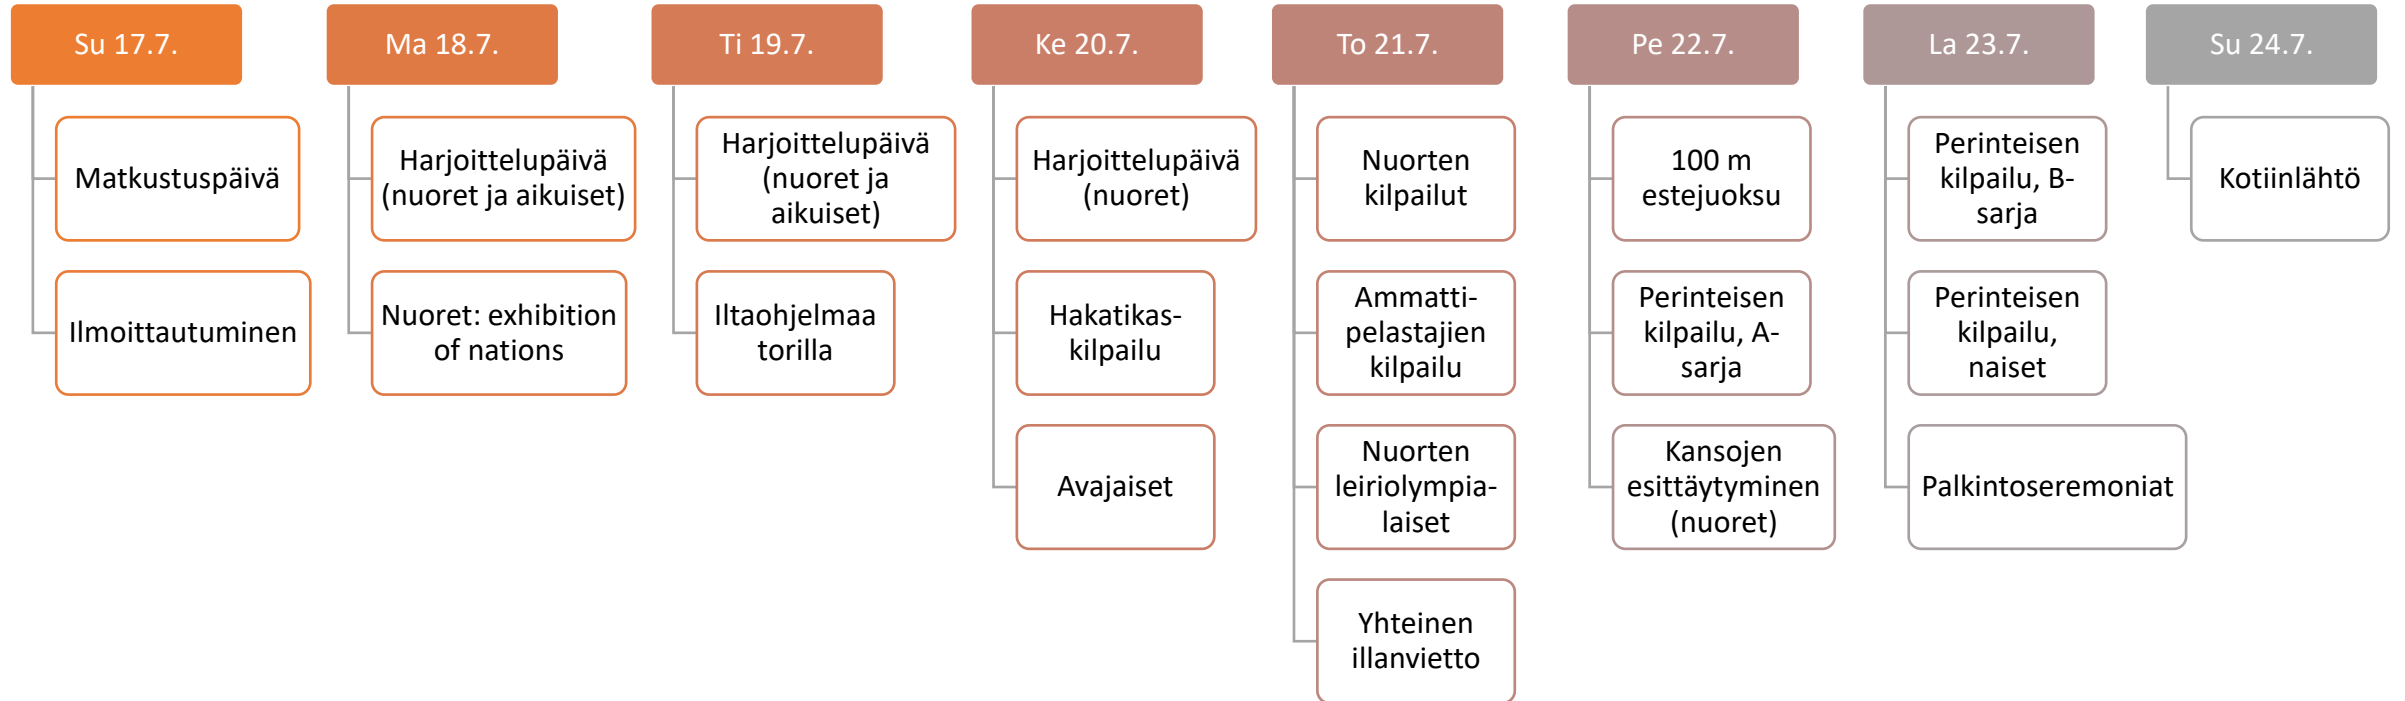 Su 17.7.
Matkustuspäivä
Ilmoittautuminen
Ma 18.7.
Harjoittelupäivä
(nuoret ja aikuiset)
Nuoret: exhibition
of nations
Ti 19.7.
Harjoittelupäivä
(nuoret ja
aikuiset)
Iltaohjelmaa
torilla
Ke 20.7.
Harjoittelupäivä
(nuoret)
Hakatikas-
kilpailu
Avajaiset
To 21.7.
Nuorten
kilpailut
Ammatti-
pelastajien
kilpailu
Nuorten
leiriolympia-
laiset
Yhteinen
illanvietto
Pe 22.7.
100 m
estejuoksu
Perinteisen
kilpailu, A-
sarja
Kansojen
esittäytyminen
(nuoret)
La 23.7.
Perinteisen
kilpailu, B-
sarja
Perinteisen
kilpailu,
naiset
Palkintoseremoniat
Su 24.7.
Kotiinlähtö